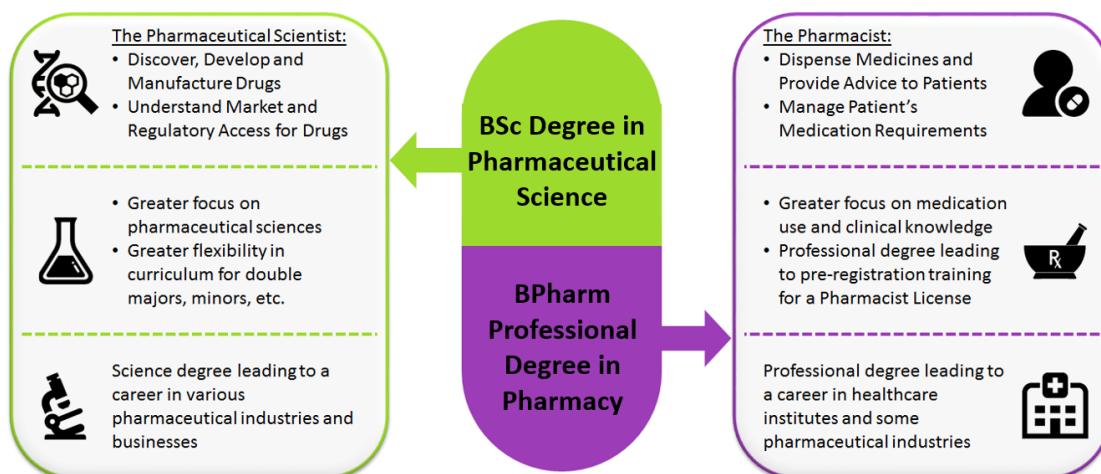 The Pharmaceutical Scientist:
• Discover, Develop and
Manufacture Drugs
• Understand Market and
Regulatory Access for Drugs
• Greater focus on
pharmaceutical sciences
• Greater flexibility in
curriculum for double
majors, minors, etc.
Science degree leading to a
career in various
pharmaceutical industries and
businesses
BSc Degree in
Pharmaceutical
Science
BPharm
Professional
Degree in
Pharmacy
The Pharmacist:
• Dispense Medicines and
Provide Advice to Patients
• Manage Patient's
Medication Requirements
• Greater focus on medication
use and clinical knowledge
• Professional degree leading
to pre-registration training
for a Pharmacist License
Rx
Professional degree leading to
a career in healthcare
institutes and some
pharmaceutical industries